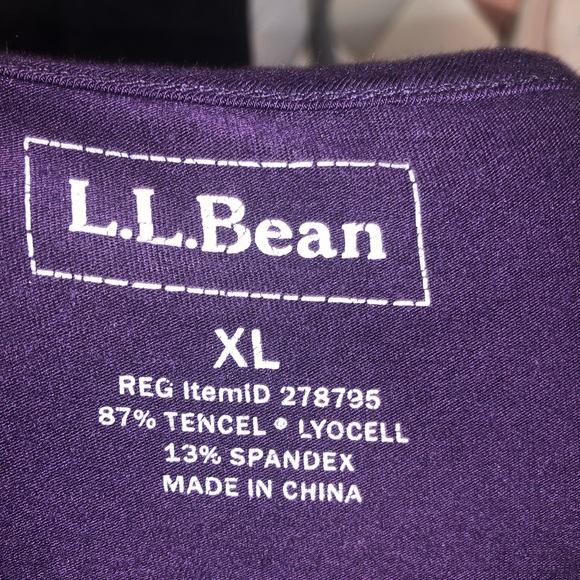 L.L.Bean
XL
REG ItemID 278795
87% TENCEL ® LYOCELL
13% SPANDEX
MADE IN CHINA